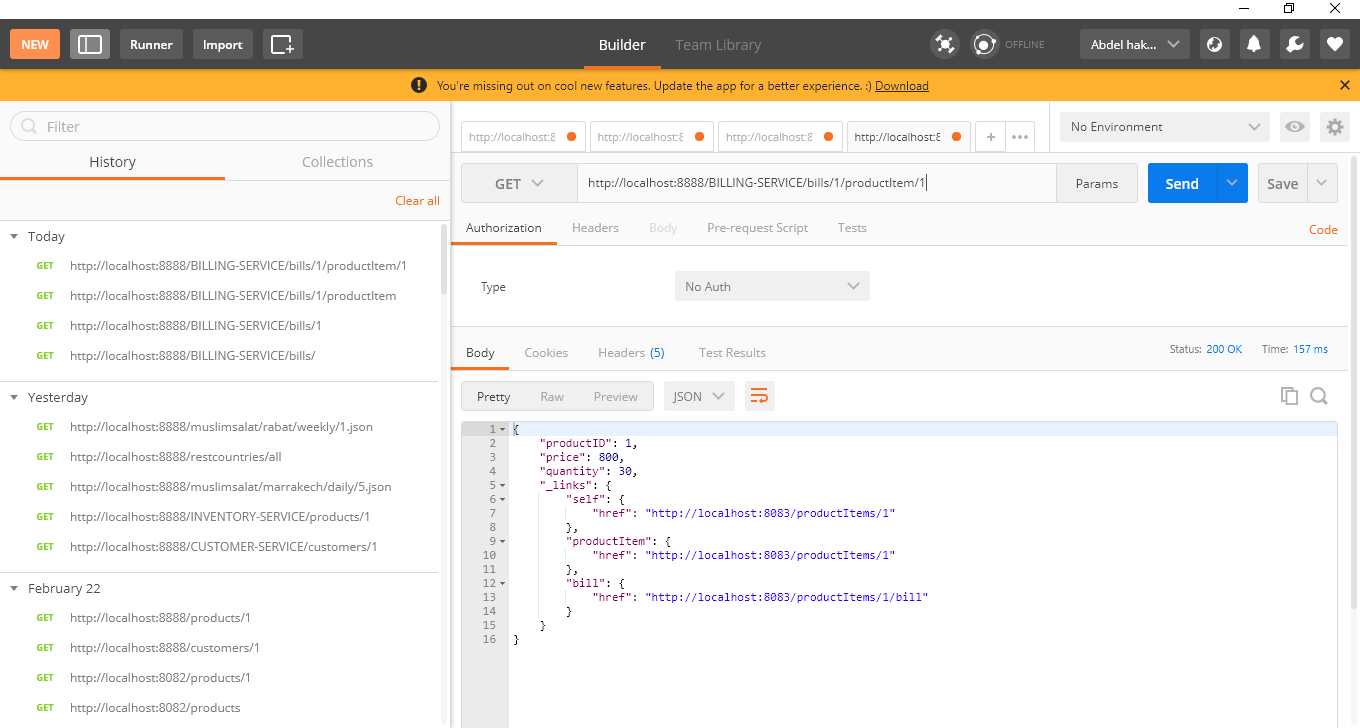 NEW Runner Import Builder Team Library OFFLINE Abdel hak...
You're missing out on cool new features. Update the app for a better experience. :) Download
Filter
History Collections
Clear all
Today
GET http://localhost:8888/BILLING-SERVICE/bills/1/productItem/1
GET http://localhost:8888/BILLING-SERVICE/bills/1/productItem
GET http://localhost:8888/BILLING-SERVICE/bills/1
GET http://localhost:8888/BILLING-SERVICE/bills/
Yesterday
GET http://localhost:8888/muslimsalat/rabat/weekly/1.json
GET http://localhost:8888/restcountries/all
GET http://localhost:8888/muslimsalat/marrakech/daily/5.json
GET http://localhost:8888/INVENTORY-SERVICE/products/1
GET http://localhost:8888/CUSTOMER-SERVICE/customers/1
February 22
GET http://localhost:8888/products/1
GET http://localhost:8888/customers/1
GET http://localhost:8082/products/1
GET http://localhost:8082/products
http://localhost:8 http://localhost:8 http://localhost:8 http://localhost:8 + ••• No Environment
GET http://localhost:8888/BILLING-SERVICE/bills/1/productItem/1 Params Send Save
Authorization Headers Body Pre-request Script Tests Code
Type No Auth
Body Cookies Headers (5) Test Results Status: 200 OK Time: 157 ms
Pretty Raw Preview JSON
1 {
2 "productID": 1,
3 "price": 800,
4 "quantity": 30,
5 "_links": {
6 "self": {
7 "href": "http://localhost:8083/productItems/1"
8 },
9 "productItem": {
10 "href": "http://localhost:8083/productItems/1"
11 },
12 "bill": {
13 "href": "http://localhost:8083/productItems/1/bill"
14 }
15 }
16 }